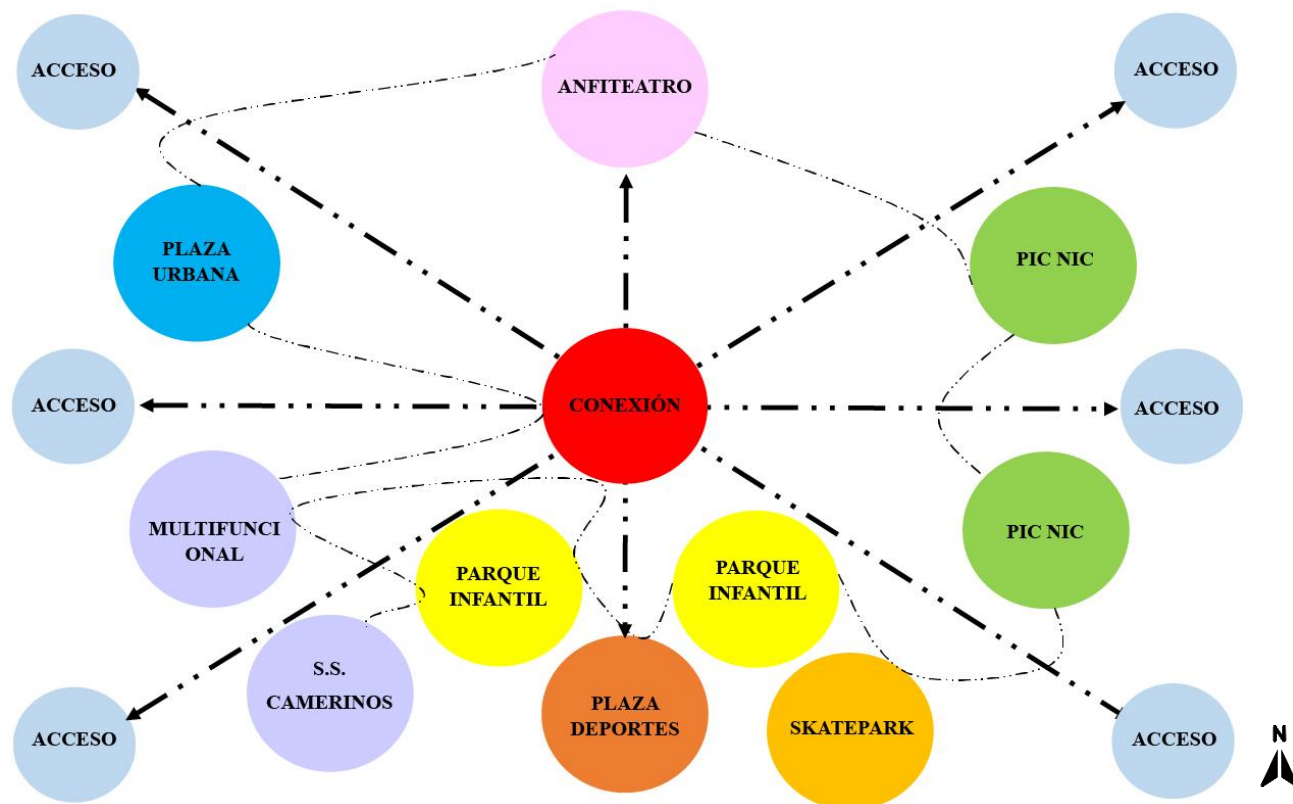 ACCESO
ANFITEATRO
ACCESO
PLAZA
URBANA
PIC NIC
ACCESO
CONEXIÓN
ACCESO
MULTIFUNCI
ONAL
PARQUE
INFANTIL
PARQUE
INFANTIL
PIC NIC
S.S.
CAMERINOS
PLAZA
DEPORTES
SKATEPARK
ACCESO
ACCESO
N